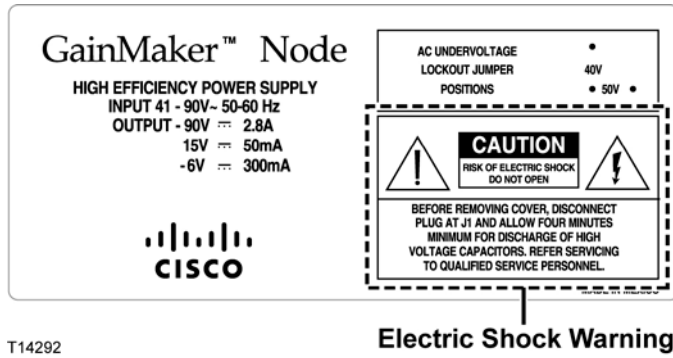 GainMaker™ Node
HIGH EFFICIENCY POWER SUPPLY
INPUT 41 - 90V~ 50-60 Hz
OUTPUT - 90V ⎓ 2.8A
15V ⎓ 50mA
-6V ⎓ 300mA
CISCO
AC UNDERVOLTAGE •
LOCKOUT JUMPER 40V
POSITIONS • 50V •
CAUTION
RISK OF ELECTRIC SHOCK
DO NOT OPEN
BEFORE REMOVING COVER, DISCONNECT
PLUG AT J1 AND ALLOW FOUR MINUTES
MINIMUM FOR DISCHARGE OF HIGH
VOLTAGE CAPACITORS. REFER SERVICING
TO QUALIFIED SERVICE PERSONNEL.
MADE IN MEXICO
Electric Shock Warning
T14292